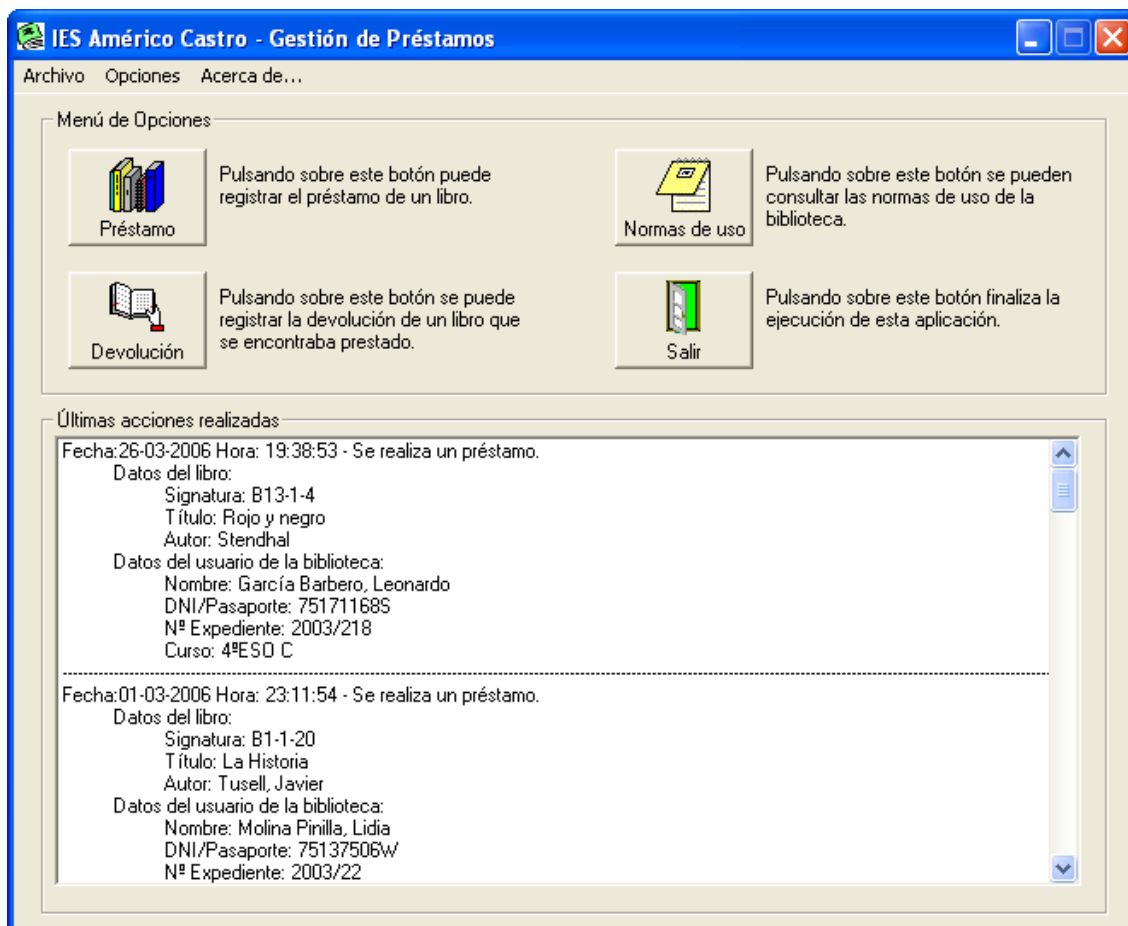 IES Américo Castro - Gestión de Préstamos
Archivo Opciones Acerca de...
Menú de Opciones
Préstamo
Pulsando sobre este botón puede
registrar el préstamo de un libro.
Normas de uso
Pulsando sobre este botón se pueden
consultar las normas de uso de la
biblioteca.
Devolución
Pulsando sobre este botón se puede
registrar la devolución de un libro que
se encontraba prestado.
Salir
Pulsando sobre este botón finaliza la
ejecución de esta aplicación.
Últimas acciones realizadas
Fecha:26-03-2006 Hora: 19:38:53 - Se realiza un préstamo.
Datos del libro:
Signatura: B13-1-4
Título: Rojo y negro
Autor: Stendhal
Datos del usuario de la biblioteca:
Nombre: García Barbero, Leonardo
DNI/Pasaporte: 75171168S
Nº Expediente: 2003/218
Curso: 4ºESO C
Fecha:01-03-2006 Hora: 23:11:54 - Se realiza un préstamo.
Datos del libro:
Signatura: B1-1-20
Título: La Historia
Autor: Tusell, Javier
Datos del usuario de la biblioteca:
Nombre: Molina Pinilla, Lidia
DNI/Pasaporte: 75137506W
Nº Expediente: 2003/22